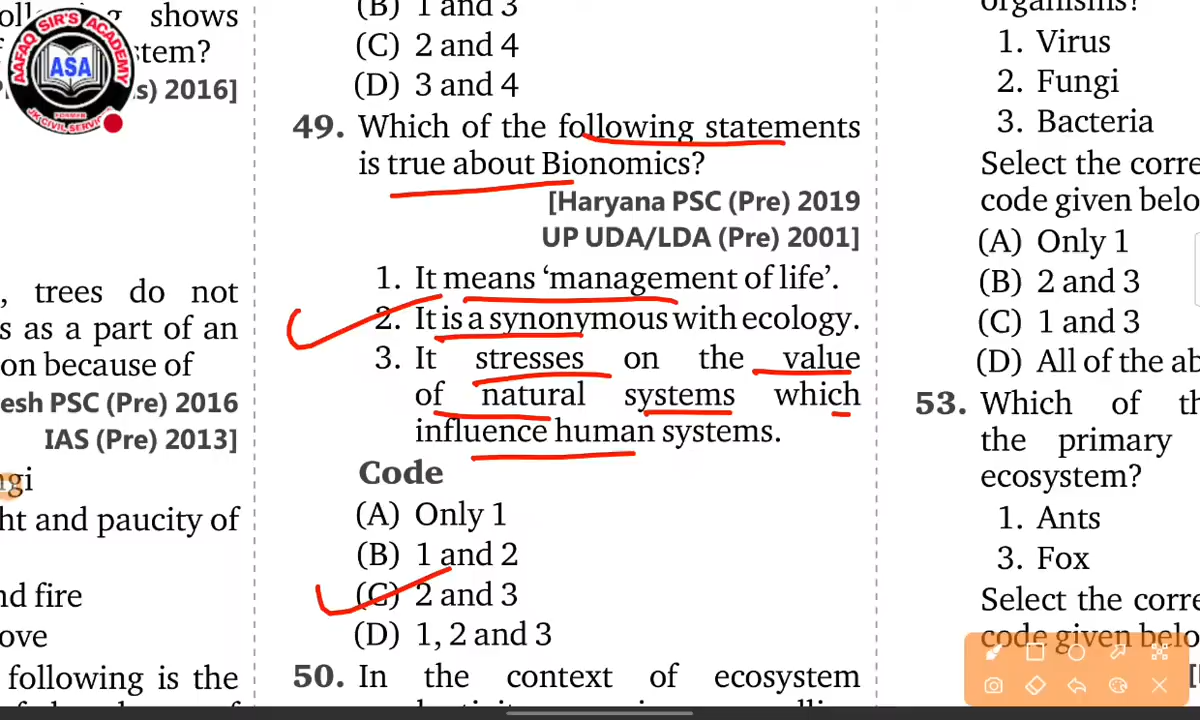 shows
stem?
s) 2016]
, trees do not
s as a part of an
on because of
esh PSC (Pre) 2016
IAS (Pre) 2013]
ngi
ht and paucity of
nd fire
ove
following is the
AAFAQ SIR'S ACADEMY
ASA
JK CIVIL SERVICES
(B) 1 and 3
(C) 2 and 4
(D) 3 and 4
49. Which of the following statements
is true about Bionomics?
[Haryana PSC (Pre) 2019
UP UDA/LDA (Pre) 2001]
1. It means ‘management of life’.
2. It is a synonymous with ecology.
3. It stresses on the value
of natural systems which
influence human systems.
Code
(A) Only 1
(B) 1 and 2
(C) 2 and 3
(D) 1, 2 and 3
50. In the context of ecosystem
organisms?
1. Virus
2. Fungi
3. Bacteria
Select the corre
code given belo
(A) Only 1
(B) 2 and 3
(C) 1 and 3
(D) All of the ab
53. Which of th
the primary
ecosystem?
1. Ants
3. Fox
Select the corre
code given belo